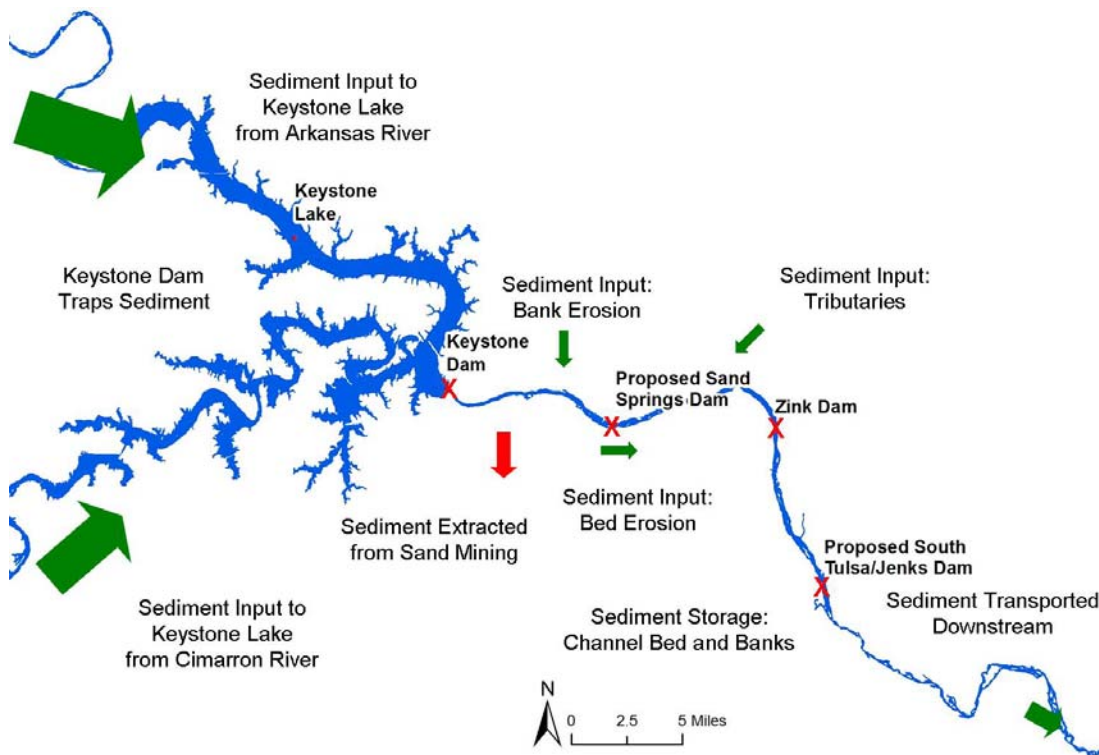 Sediment Input to
Keystone Lake
from Arkansas River
Keystone
Lake
Keystone Dam
Traps Sediment
Sediment Input:
Bank Erosion
Sediment Input:
Tributaries
Keystone
Dam
Proposed Sand
Springs Dam
Zink Dam
Sediment Extracted
from Sand Mining
Sediment Input:
Bed Erosion
Proposed South
Tulsa/Jenks Dam
Sediment Input to
Keystone Lake
from Cimarron River
Sediment Storage:
Channel Bed and Banks
Sediment Transported
Downstream
N
0 2.5 5 Miles